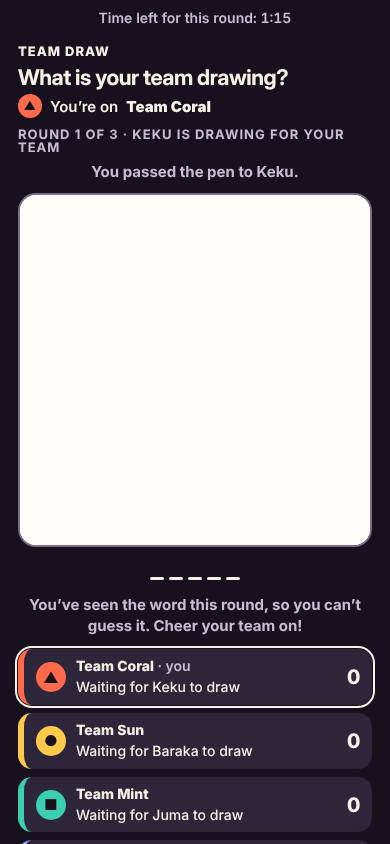 Time left for this round: 1:15
TEAM DRAW
What is your team drawing?
You’re on Team Coral
ROUND 1 OF 3 · KEKU IS DRAWING FOR YOUR
TEAM
You passed the pen to Keku.
You’ve seen the word this round, so you can’t
guess it. Cheer your team on!
Team Coral · you
Waiting for Keku to draw
0
Team Sun
Waiting for Baraka to draw
0
Team Mint
Waiting for Juma to draw
0